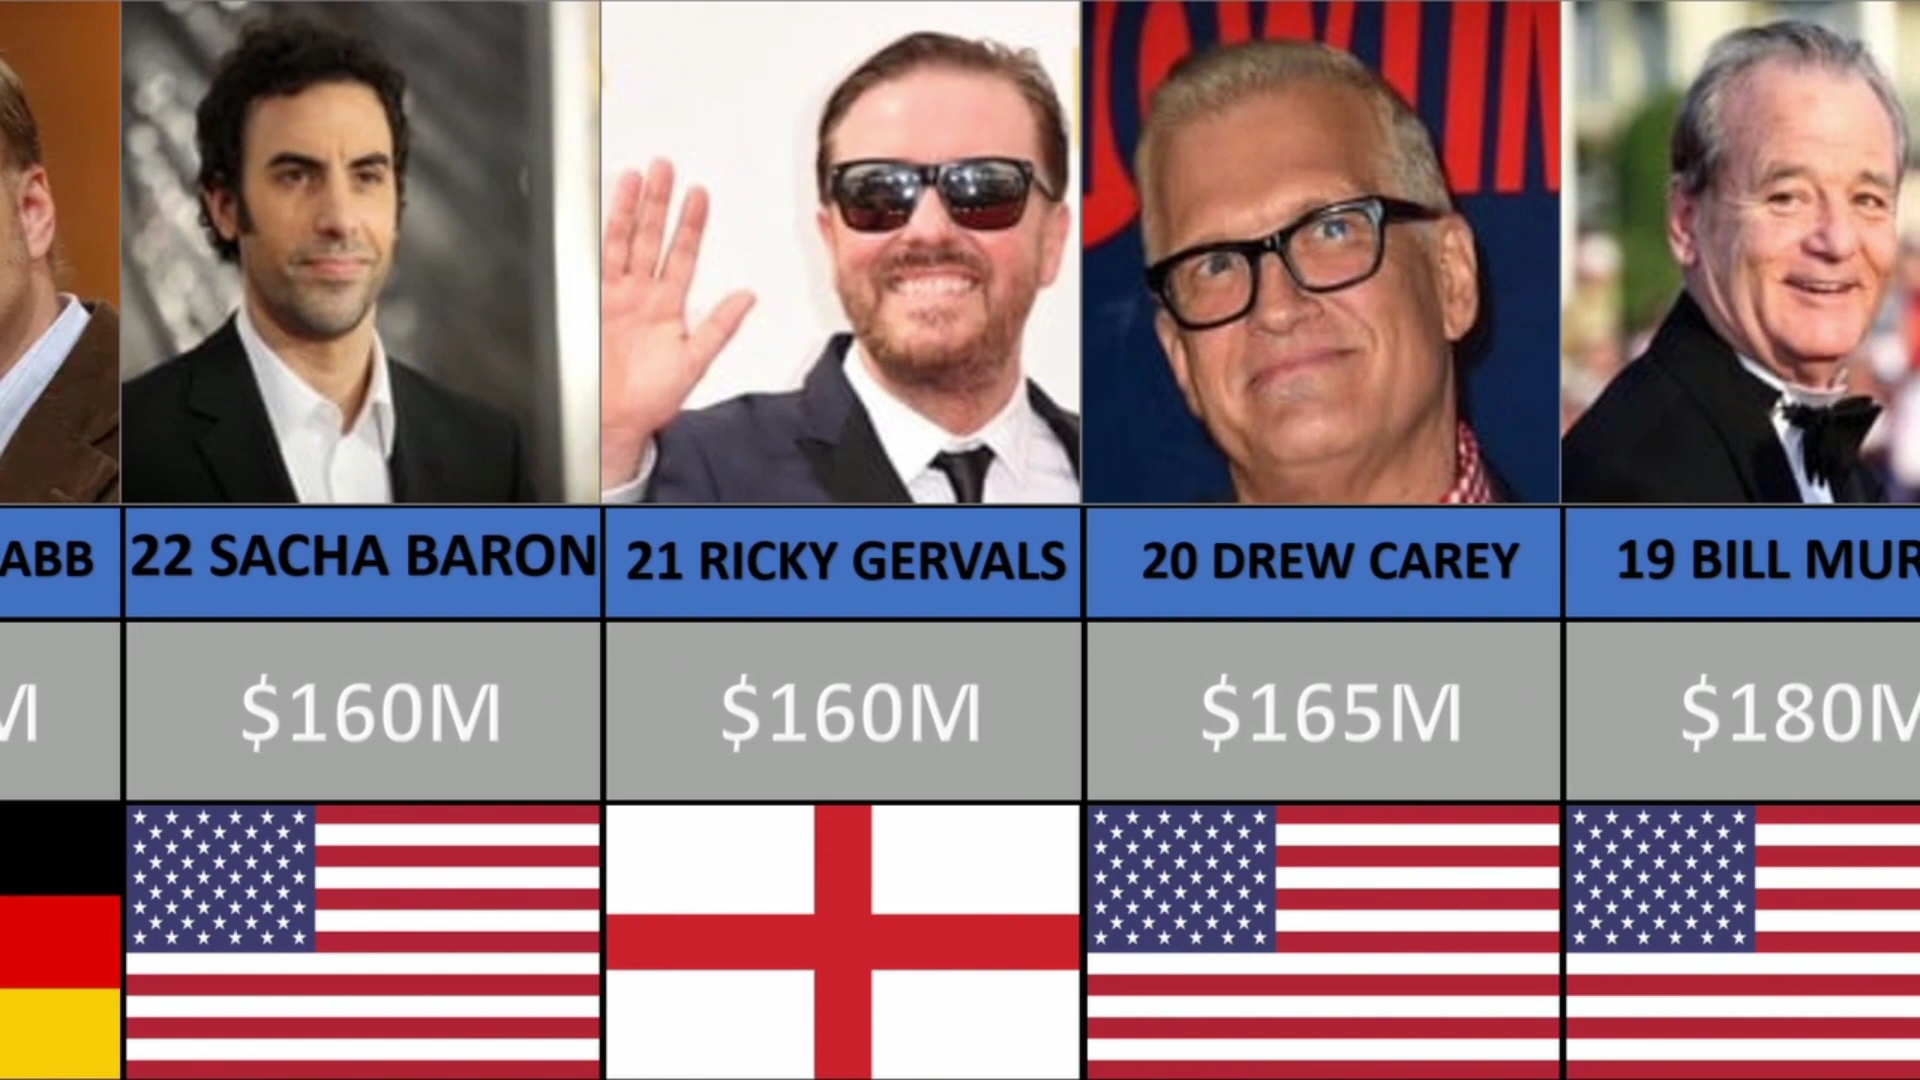 ABB
22 SACHA BARON
21 RICKY GERVALS
20 DREW CAREY
19 BILL MUR
M
$160M
$160M
$165M
$180M